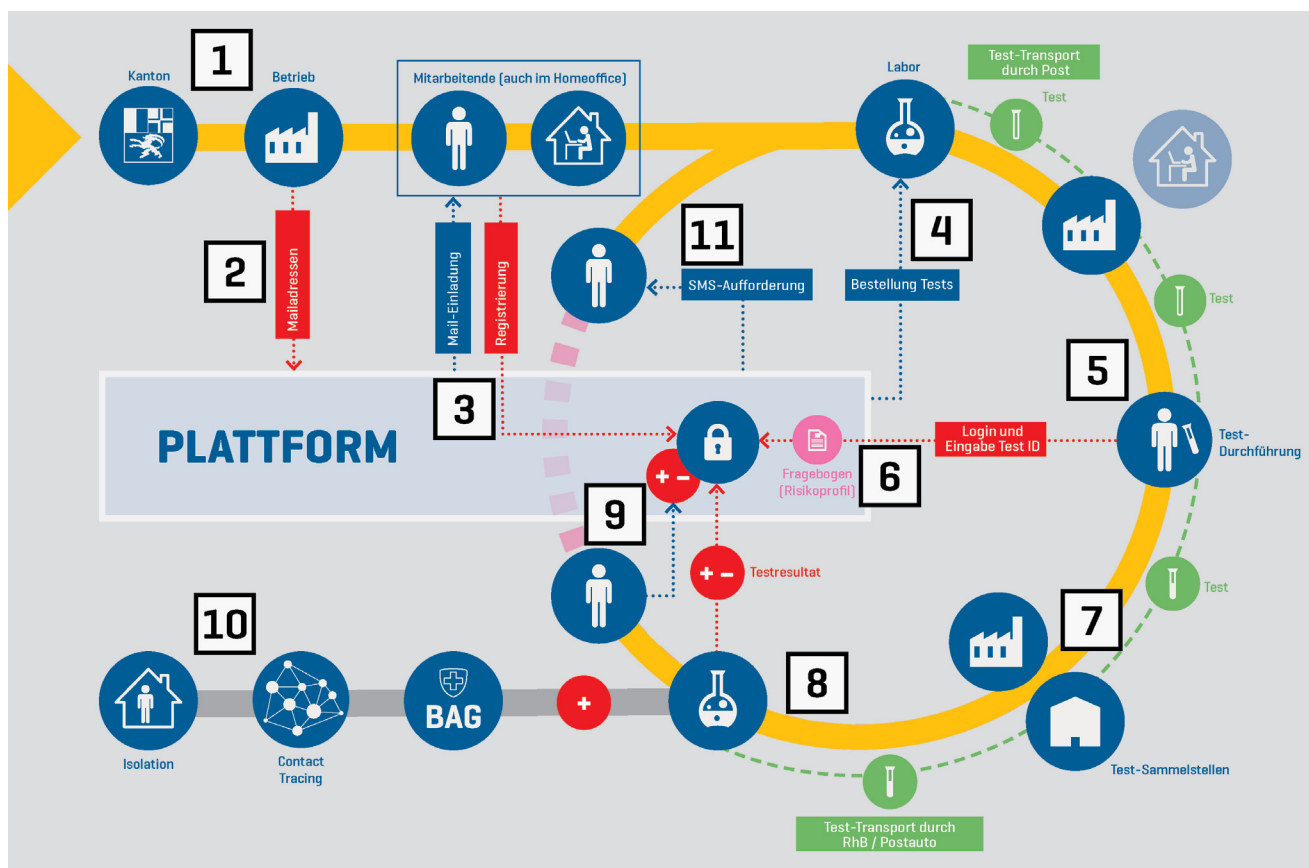 1
Kanton
Betrieb
Mitarbeitende (auch im Homeoffice)
Labor
Test-Transport
durch Post
Test
2
Mailadressen
Mail-Einladung
Registrierung
11
SMS-Aufforderung
4
Bestellung Tests
Test
3
5
PLATTFORM
Login und
Eingabe Test ID
Test-
Durchführung
Fragebogen
(Risikoprofil)
6
+ -
9
+ -
Testresultat
Test
7
10
8
BAG
+
Isolation
Contact
Tracing
Test-Sammelstellen
Test-Transport durch
RhB / Postauto